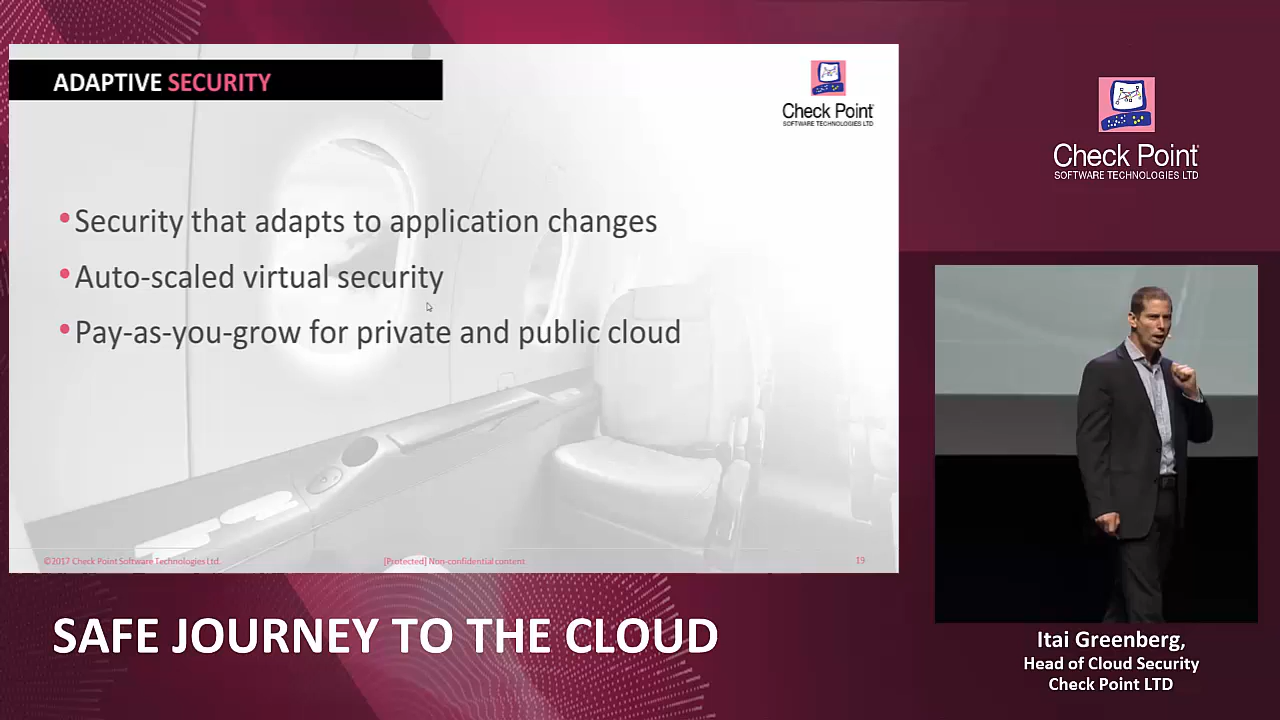 ADAPTIVE SECURITY
Check Point
SOFTWARE TECHNOLOGIES LTD
• Security that adapts to application changes
• Auto-scaled virtual security
• Pay-as-you-grow for private and public cloud
©2017 Check Point Software Technologies Ltd.
[Protected] Non-confidential content
19
Check Point
SOFTWARE TECHNOLOGIES LTD
SAFE JOURNEY TO THE CLOUD
Itai Greenberg,
Head of Cloud Security
Check Point LTD